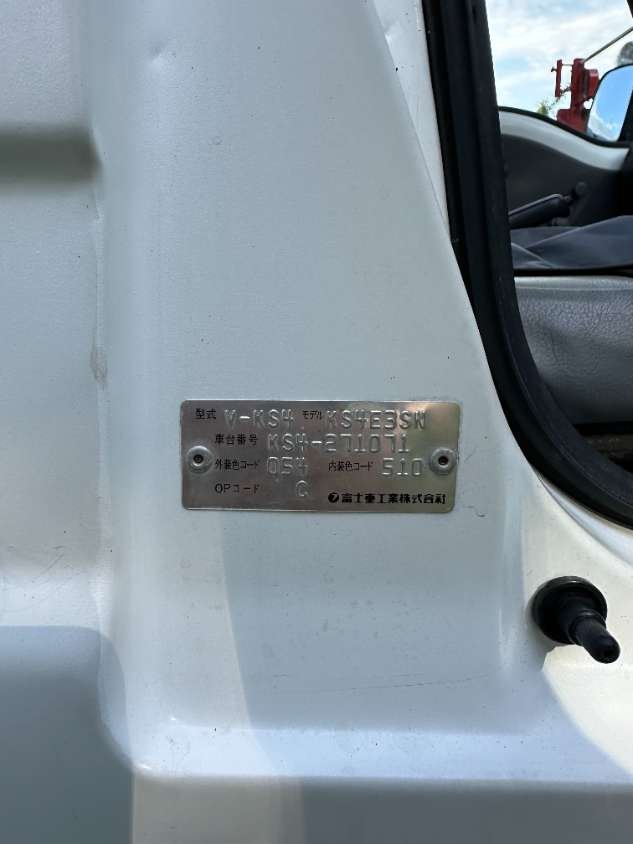 型式 V-KS4 モデル KS4E3SW
車台番号 KS4-271071
外装色コード 054 内装色コード 510
OPコード C
富士重工業株式会社